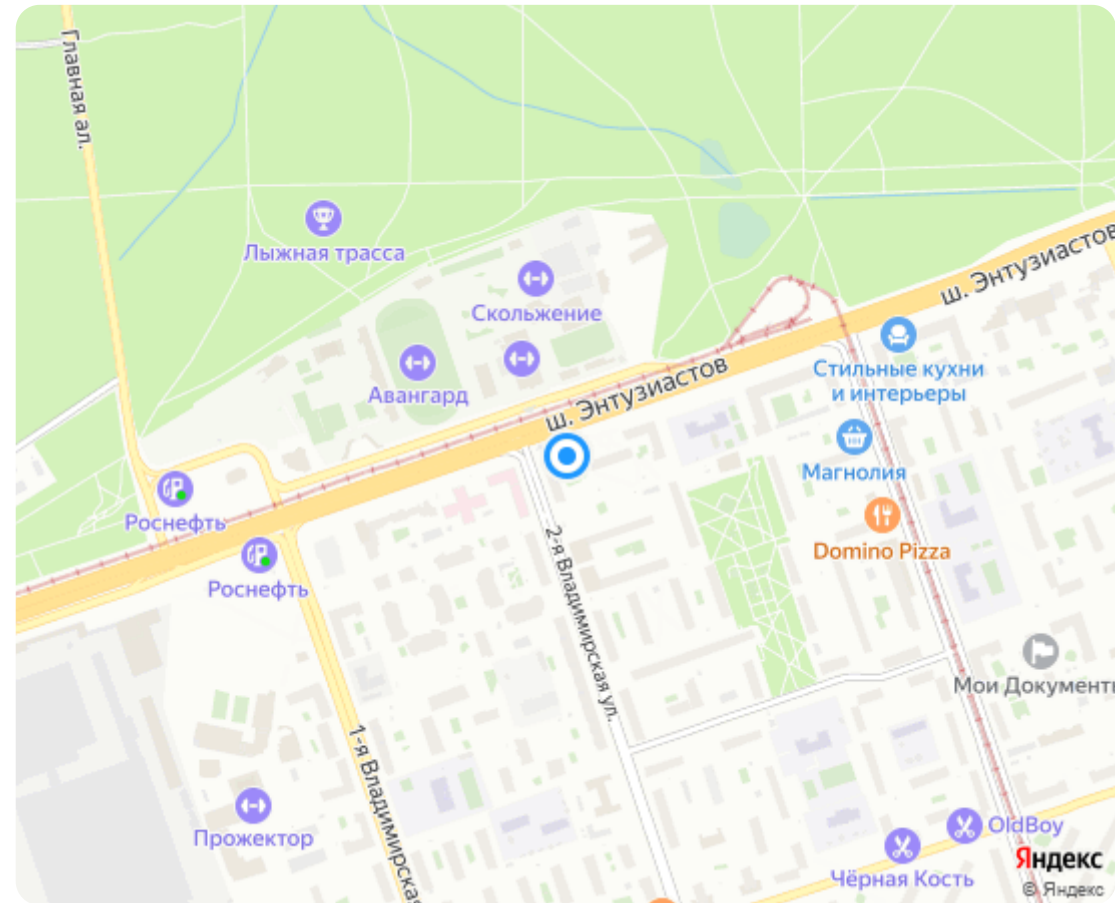 Главная ал.
Лыжная трасса
Скольжение
ш. Энтузиастов
Авангард
ш. Энтузиастов
Стильные кухни
и интерьеры
Магнолия
Роснефть
Domino Pizza
Роснефть
2-я Владимирская ул.
Мои Документы
1-я Владимирская
Прожектор
OldBoy
Чёрная Кость
Яндекс
© Яндекс